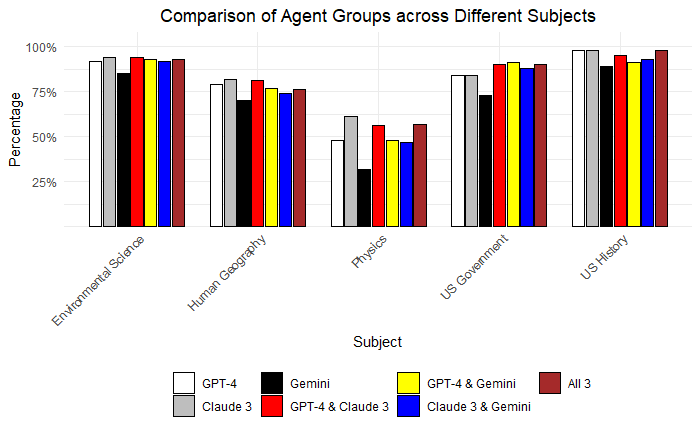 Comparison of Agent Groups across Different Subjects
Percentage
100%
75%
50%
25%
Environmental Science
Human Geography
Physics
US Government
US History
Subject
GPT-4
Gemini
GPT-4 & Gemini
All 3
Claude 3
GPT-4 & Claude 3
Claude 3 & Gemini